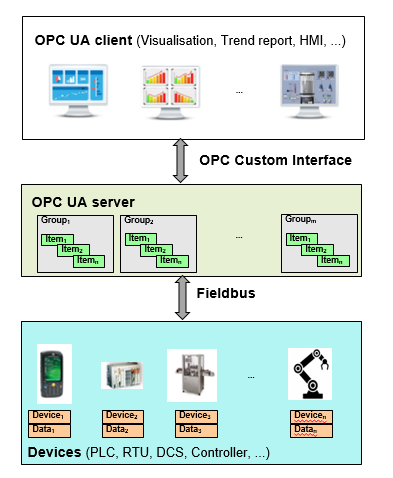 OPC UA client (Visualisation, Trend report, HMI, ...)
...
OPC Custom Interface
OPC UA server
Group₁ Group₂ ... Groupₘ
Item₁ Item₁ Item₁
Item₂ Item₂ Item₂
Itemₙ Itemₙ Itemₙ
Fieldbus
...
Device₁ Device₂ Device₃ Deviceₙ
Data₁ Data₂ Data₃ Dataₙ
Devices (PLC, RTU, DCS, Controller, ...)